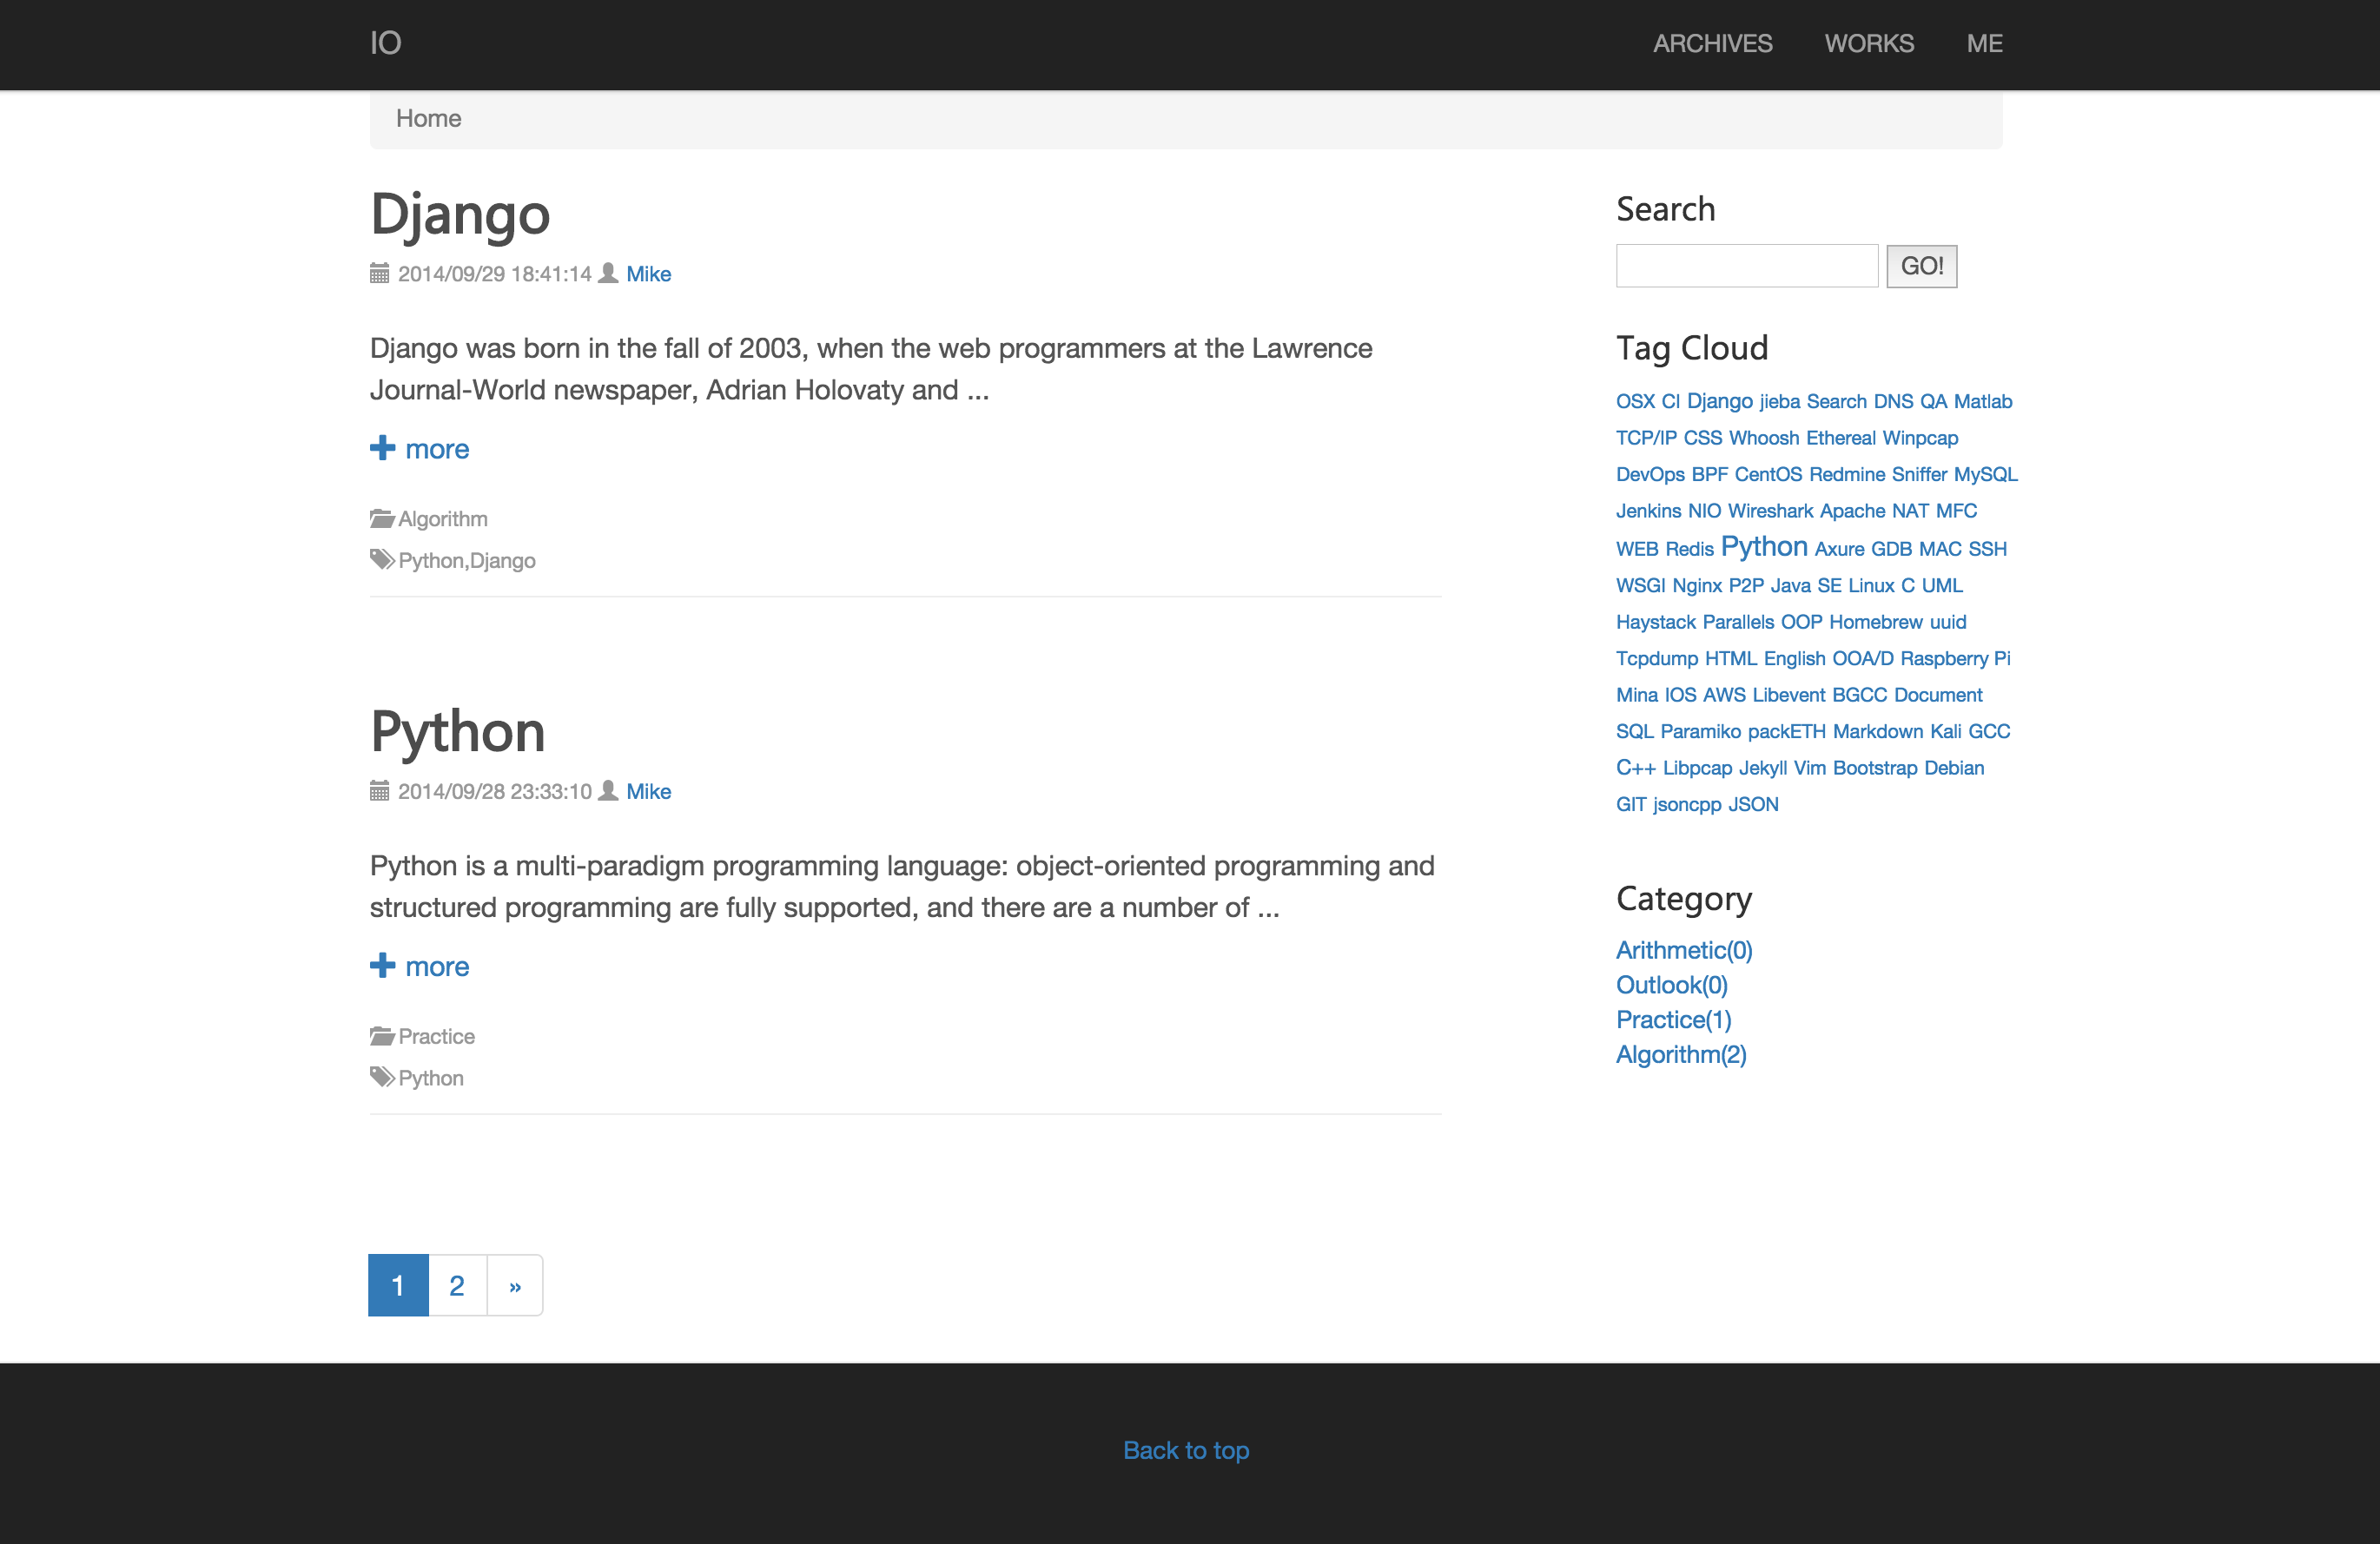 IO
ARCHIVES WORKS ME
Home
Django
2014/09/29 18:41:14 Mike
Django was born in the fall of 2003, when the web programmers at the Lawrence
Journal-World newspaper, Adrian Holovaty and ...
more
Algorithm
Python,Django
Python
2014/09/28 23:33:10 Mike
Python is a multi-paradigm programming language: object-oriented programming and
structured programming are fully supported, and there are a number of ...
more
Practice
Python
1 2 »
Search
GO!
Tag Cloud
OSX CI Django jieba Search DNS QA Matlab
TCP/IP CSS Whoosh Ethereal Winpcap
DevOps BPF CentOS Redmine Sniffer MySQL
Jenkins NIO Wireshark Apache NAT MFC
WEB Redis Python Axure GDB MAC SSH
WSGI Nginx P2P Java SE Linux C UML
Haystack Parallels OOP Homebrew uuid
Tcpdump HTML English OOA/D Raspberry Pi
Mina IOS AWS Libevent BGCC Document
SQL Paramiko packETH Markdown Kali GCC
C++ Libpcap Jekyll Vim Bootstrap Debian
GIT jsoncpp JSON
Category
Arithmetic(0)
Outlook(0)
Practice(1)
Algorithm(2)
Back to top